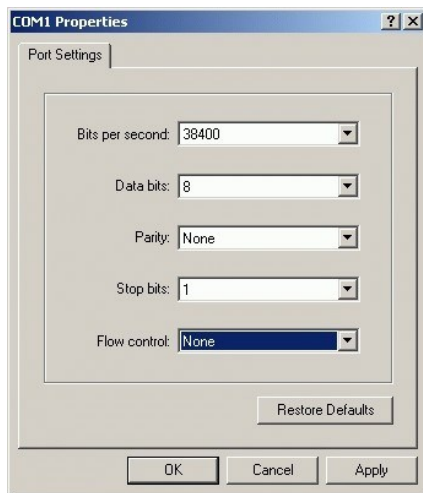 COM1 Properties
Port Settings
Bits per second: 38400
Data bits: 8
Parity: None
Stop bits: 1
Flow control: None
Restore Defaults
OK Cancel Apply